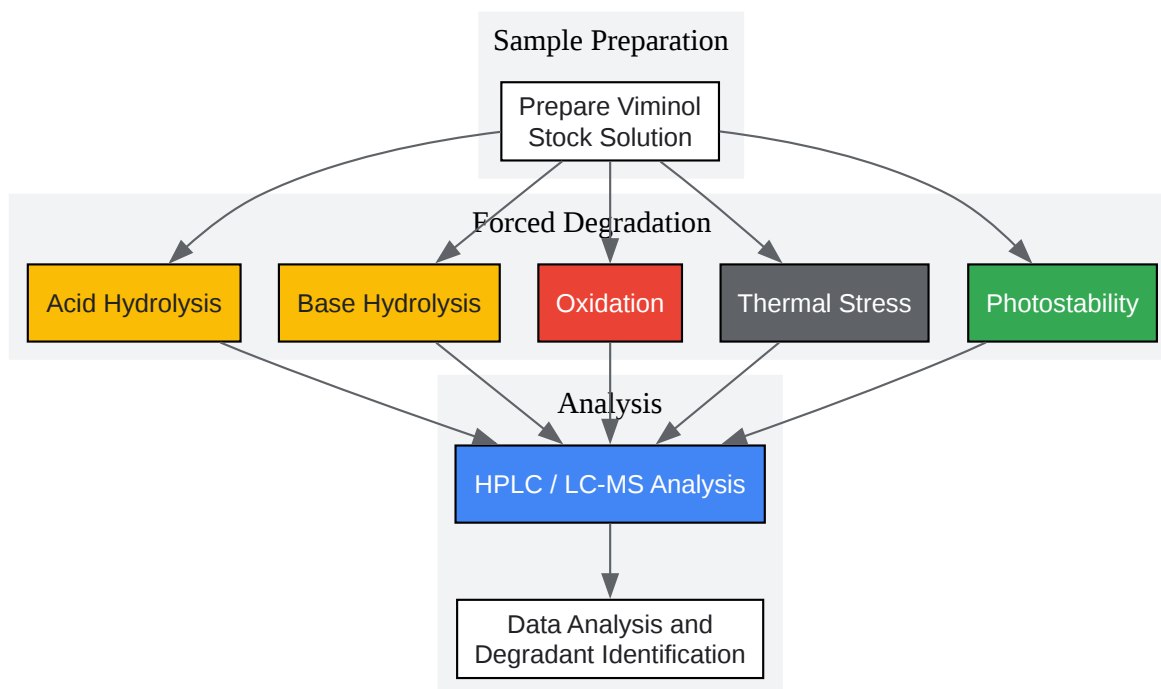 Sample Preparation
Prepare Viminol
Stock Solution
Forced Degradation
Acid Hydrolysis
Base Hydrolysis
Oxidation
Thermal Stress
Photostability
Analysis
HPLC / LC-MS Analysis
Data Analysis and
Degradant Identification